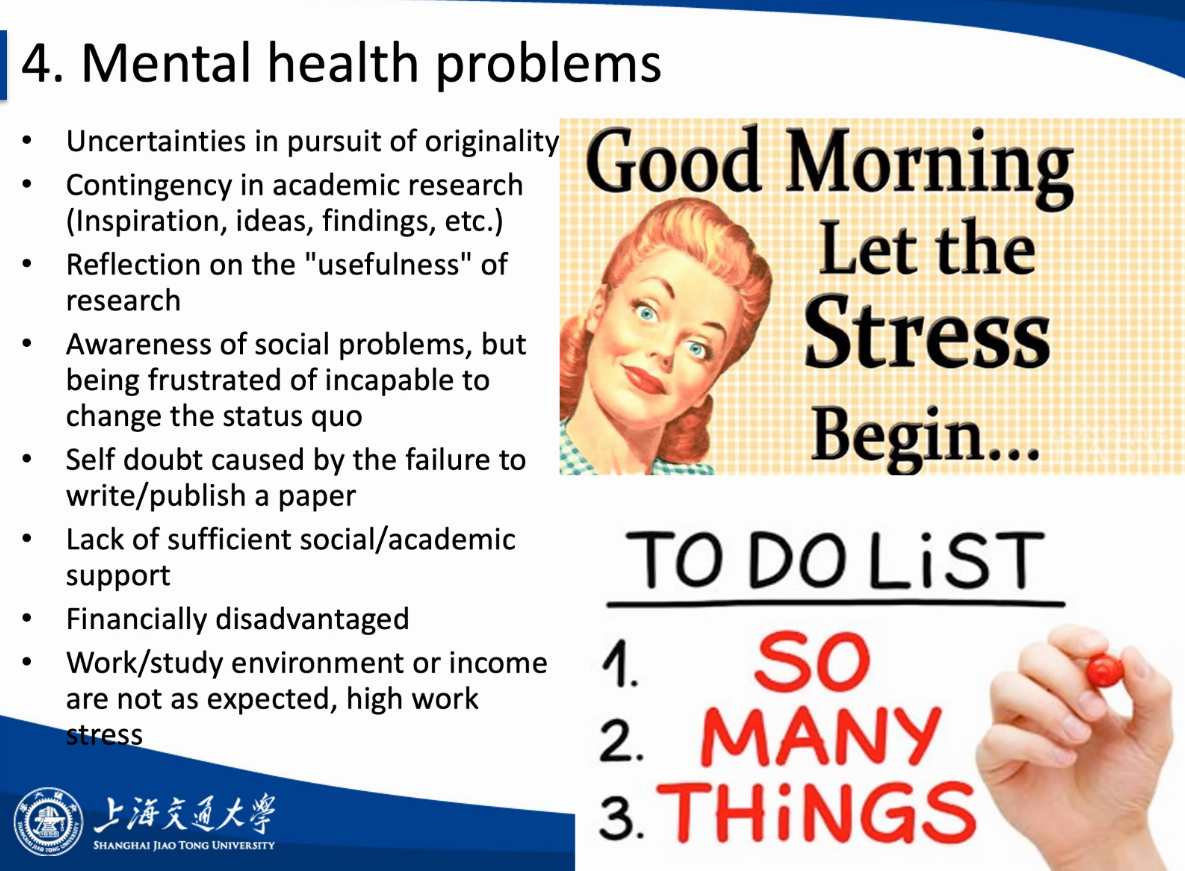 4. Mental health problems
• Uncertainties in pursuit of originality
• Contingency in academic research
(Inspiration, ideas, findings, etc.)
• Reflection on the "usefulness" of
research
• Awareness of social problems, but
being frustrated of incapable to
change the status quo
• Self doubt caused by the failure to
write/publish a paper
• Lack of sufficient social/academic
support
• Financially disadvantaged
• Work/study environment or income
are not as expected, high work
stress
Good Morning
Let the
Stress
Begin...
TO DO LiST
1. SO
2. MANY
3. THiNGS
上海交通大學
SHANGHAI JIAO TONG UNIVERSITY